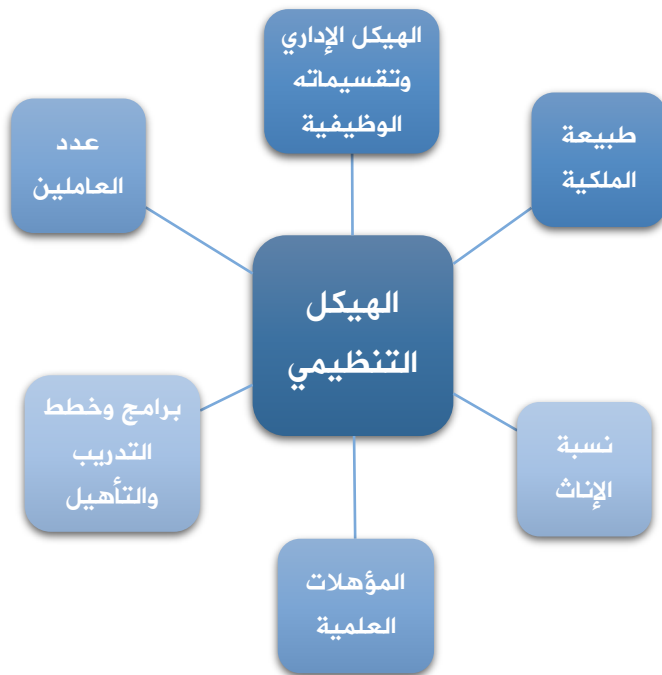 الهيكل الإداري
وتقسيماته
الوظيفية
طبيعة
الملكية
عدد
العاملين
الهيكل
التنظيمي
نسبة
الإناث
برامج وخطط
التدريب
والتأهيل
المؤهلات
العلمية